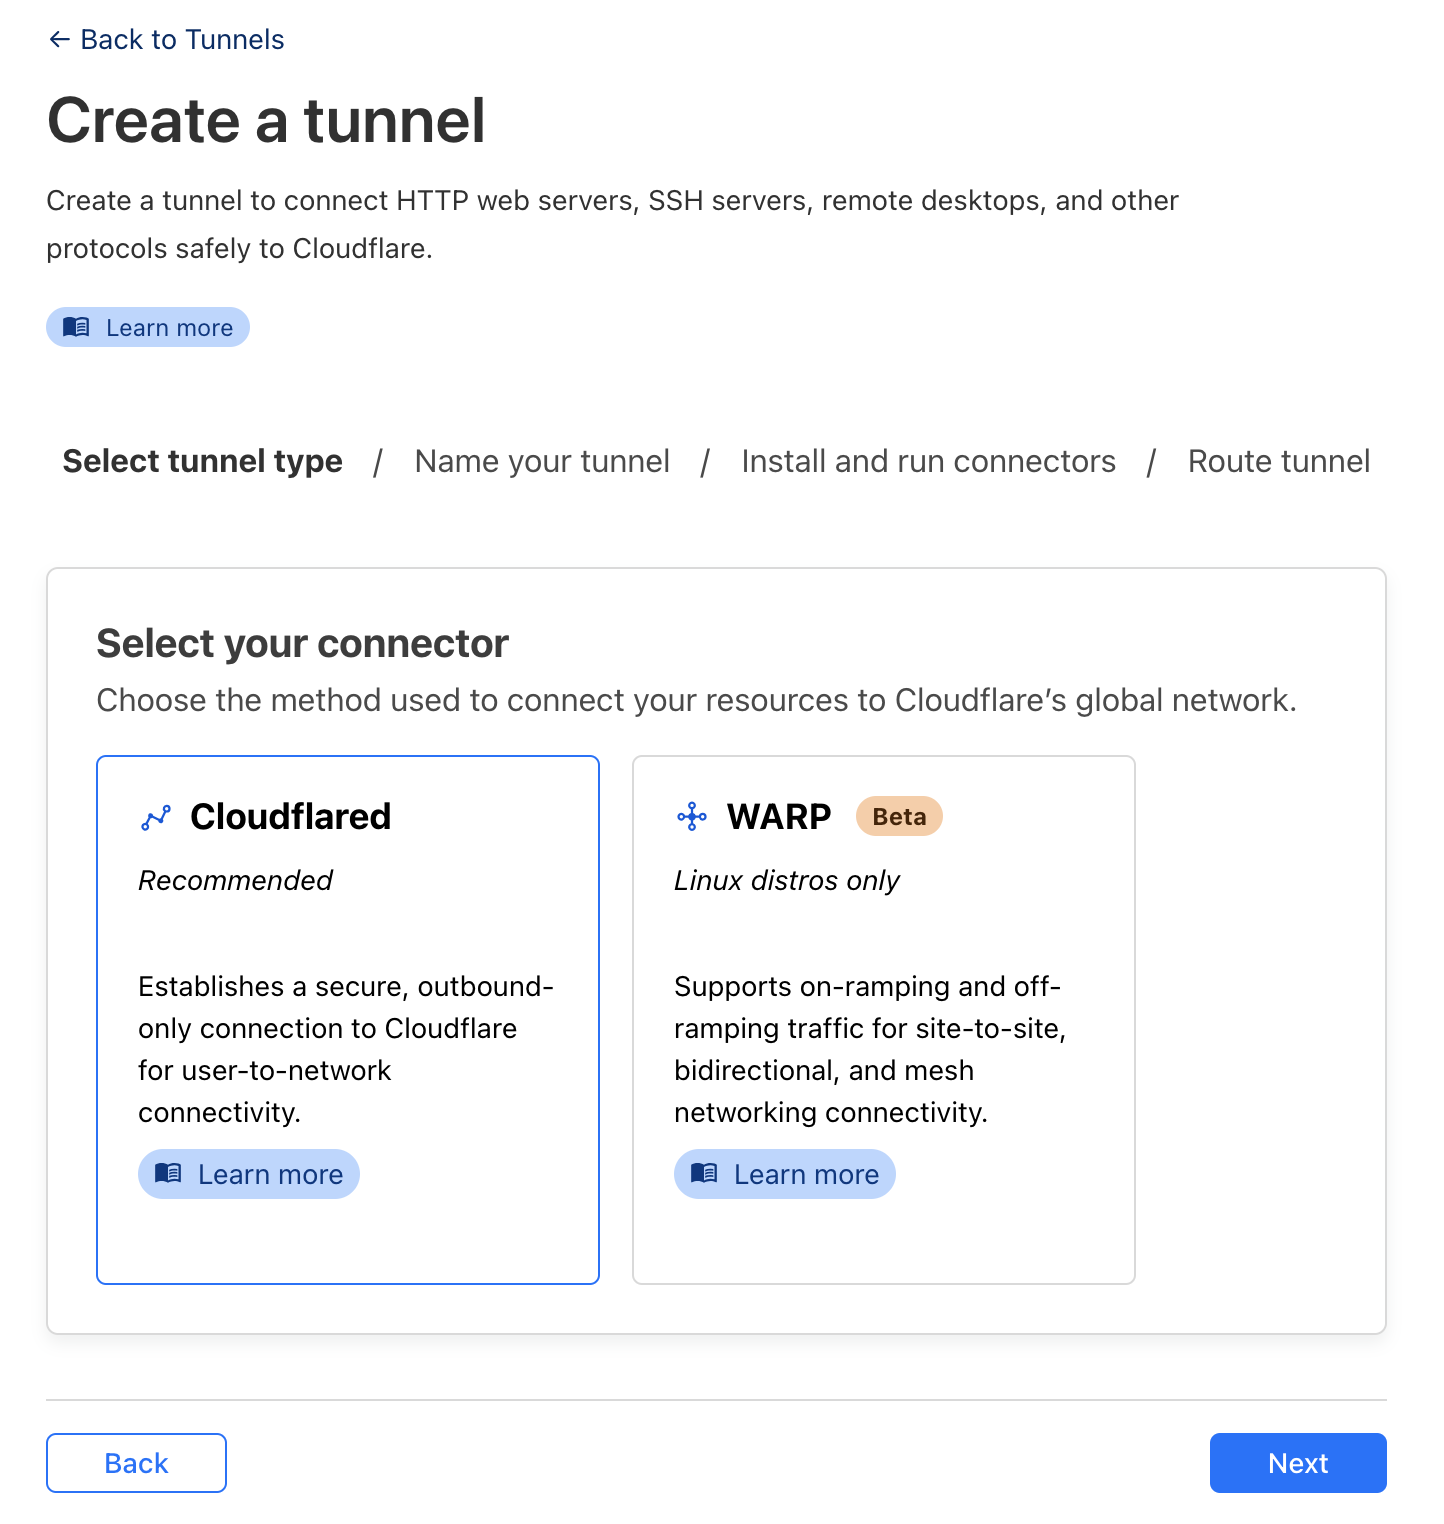 ← Back to Tunnels
Create a tunnel
Create a tunnel to connect HTTP web servers, SSH servers, remote desktops, and other
protocols safely to Cloudflare.
Learn more
Select tunnel type / Name your tunnel / Install and run connectors / Route tunnel
Select your connector
Choose the method used to connect your resources to Cloudflare’s global network.
Cloudflared
Recommended
Establishes a secure, outbound-
only connection to Cloudflare
for user-to-network
connectivity.
Learn more
WARP Beta
Linux distros only
Supports on-ramping and off-
ramping traffic for site-to-site,
bidirectional, and mesh
networking connectivity.
Learn more
Back
Next